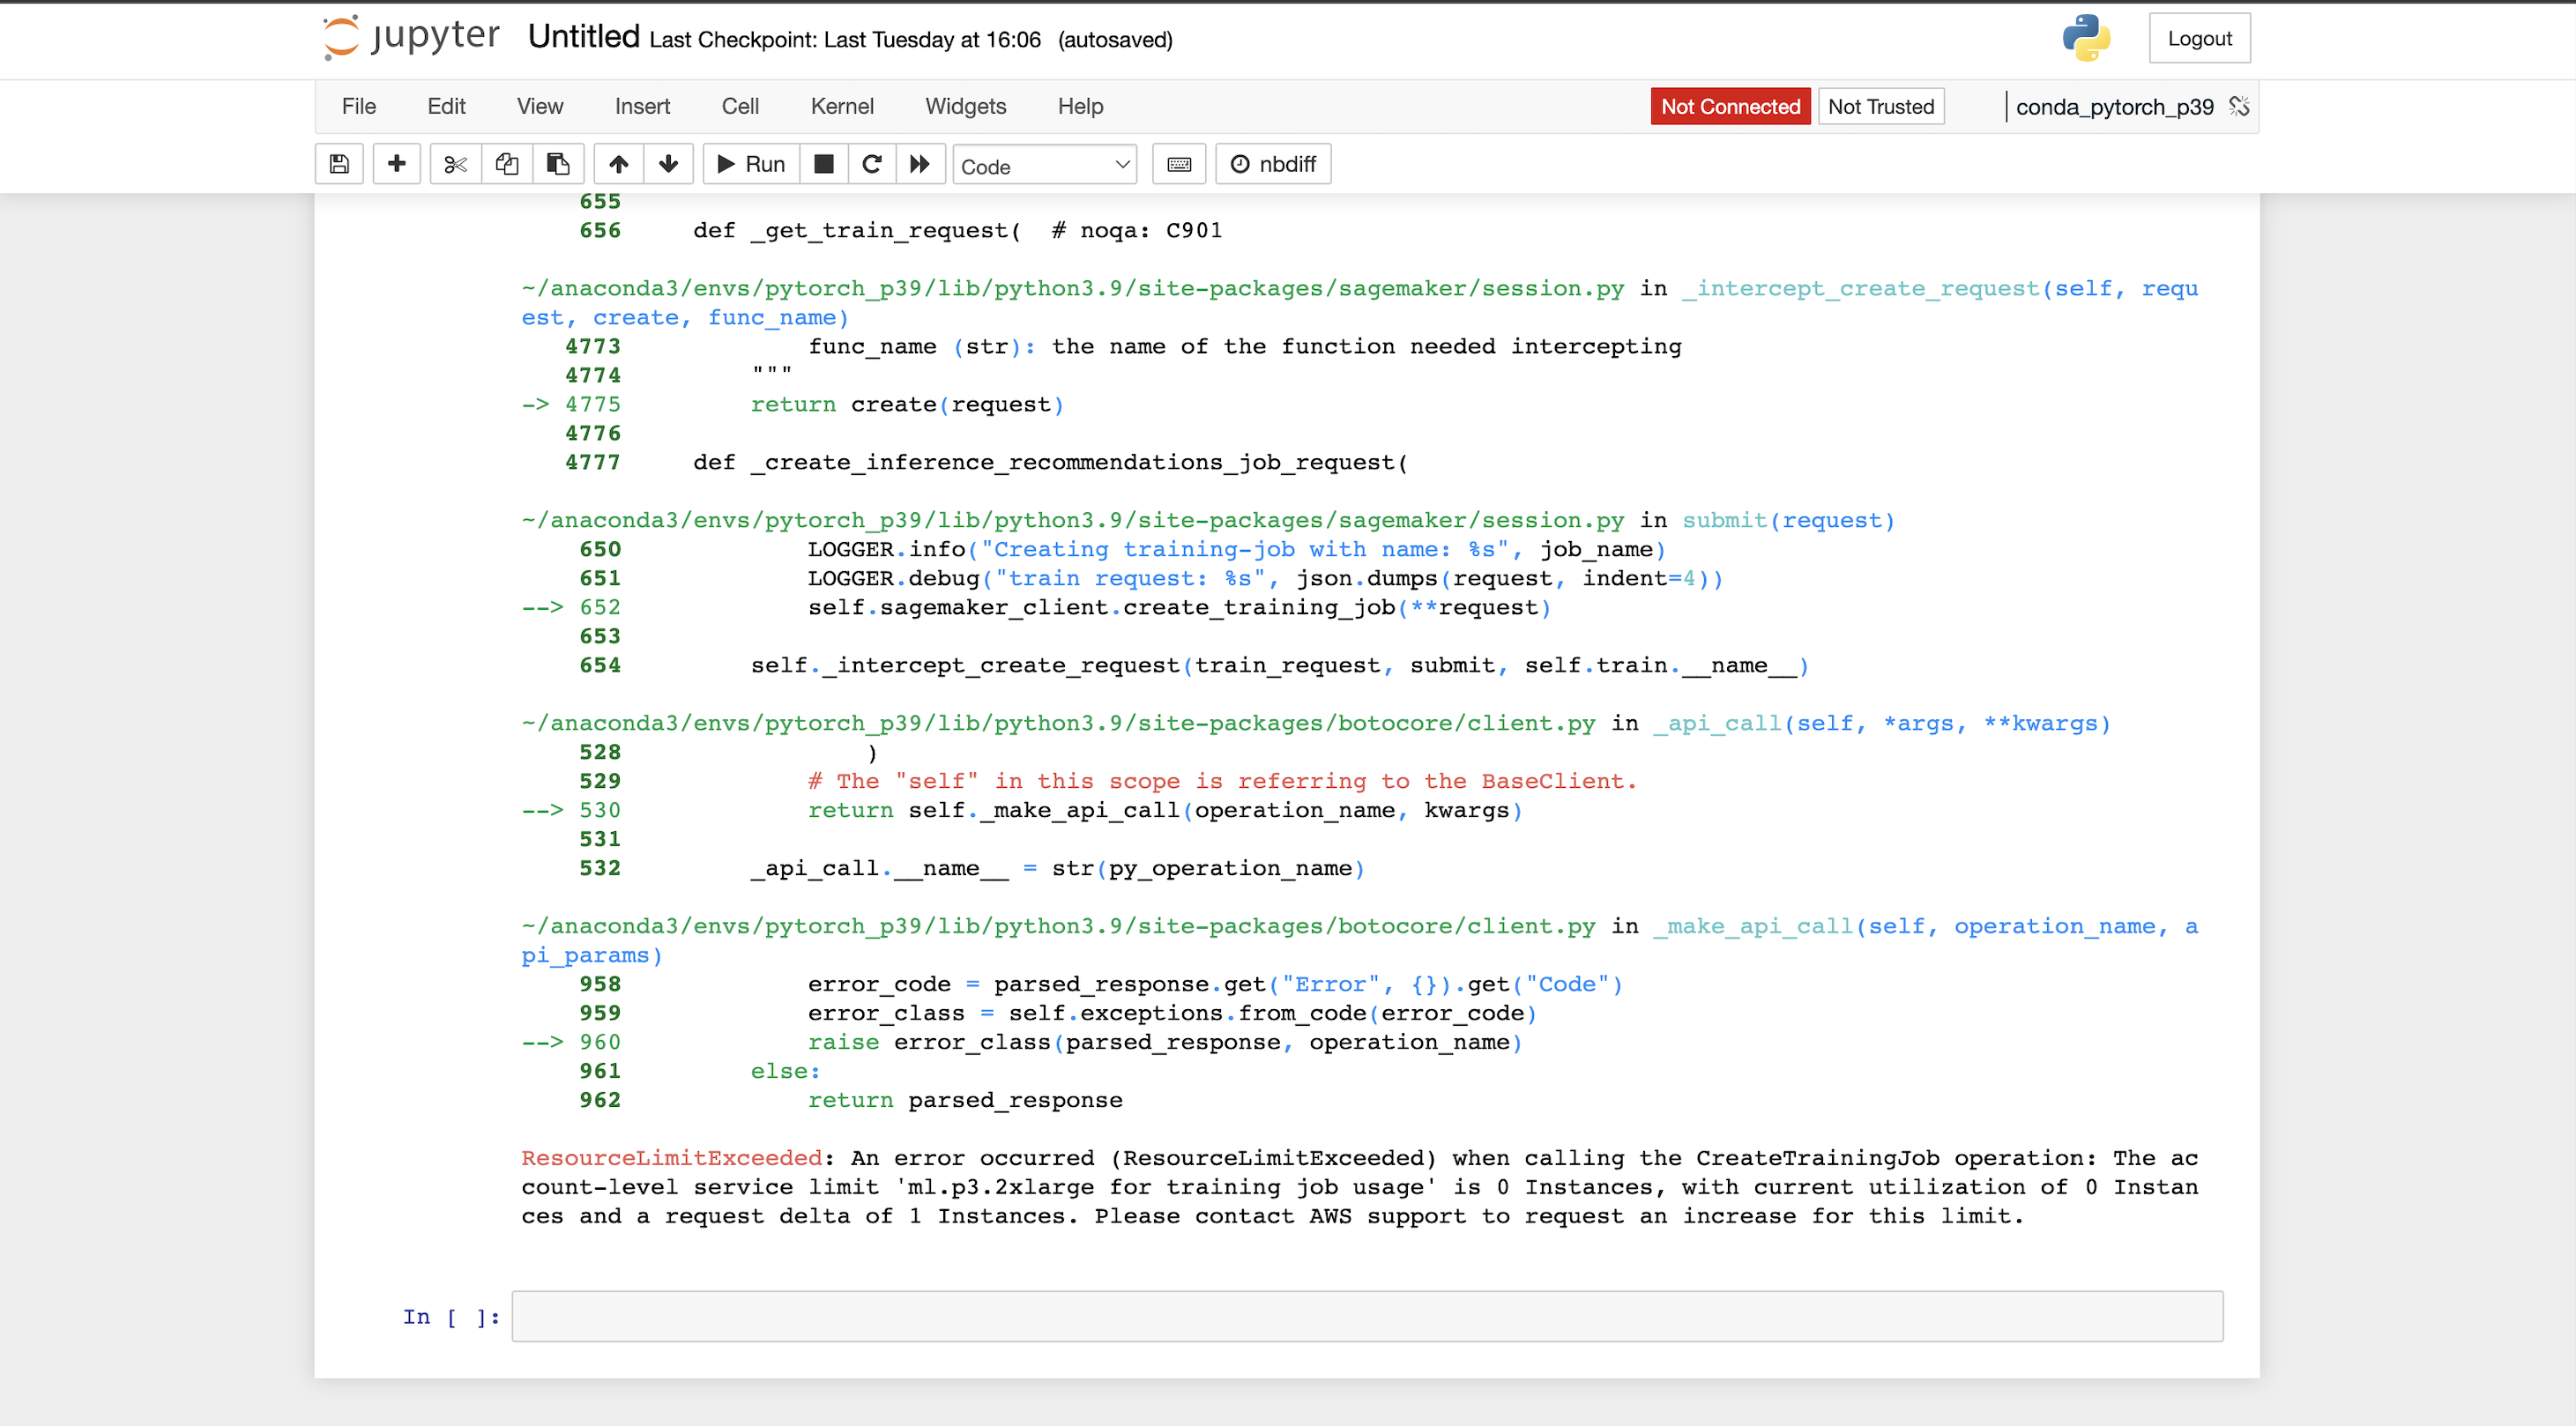 jupyter Untitled Last Checkpoint: Last Tuesday at 16:06 (autosaved) Logout
File Edit View Insert Cell Kernel Widgets Help Not Connected Not Trusted conda_pytorch_p39
Run Code nbdiff
655
656 def _get_train_request( # noqa: C901
~/anaconda3/envs/pytorch_p39/lib/python3.9/site-packages/sagemaker/session.py in _intercept_create_request(self, requ
est, create, func_name)
4773 func_name (str): the name of the function needed intercepting
4774 """
-> 4775 return create(request)
4776
4777 def _create_inference_recommendations_job_request(
~/anaconda3/envs/pytorch_p39/lib/python3.9/site-packages/sagemaker/session.py in submit(request)
650 LOGGER.info("Creating training-job with name: %s", job_name)
651 LOGGER.debug("train request: %s", json.dumps(request, indent=4))
--> 652 self.sagemaker_client.create_training_job(**request)
653
654 self._intercept_create_request(train_request, submit, self.train.__name__)
~/anaconda3/envs/pytorch_p39/lib/python3.9/site-packages/botocore/client.py in _api_call(self, *args, **kwargs)
528 )
529 # The "self" in this scope is referring to the BaseClient.
--> 530 return self._make_api_call(operation_name, kwargs)
531
532 _api_call.__name__ = str(py_operation_name)
~/anaconda3/envs/pytorch_p39/lib/python3.9/site-packages/botocore/client.py in _make_api_call(self, operation_name, a
pi_params)
958 error_code = parsed_response.get("Error", {}).get("Code")
959 error_class = self.exceptions.from_code(error_code)
--> 960 raise error_class(parsed_response, operation_name)
961 else:
962 return parsed_response
ResourceLimitExceeded: An error occurred (ResourceLimitExceeded) when calling the CreateTrainingJob operation: The ac
count-level service limit 'ml.p3.2xlarge for training job usage' is 0 Instances, with current utilization of 0 Instan
ces and a request delta of 1 Instances. Please contact AWS support to request an increase for this limit.
In [ ]: